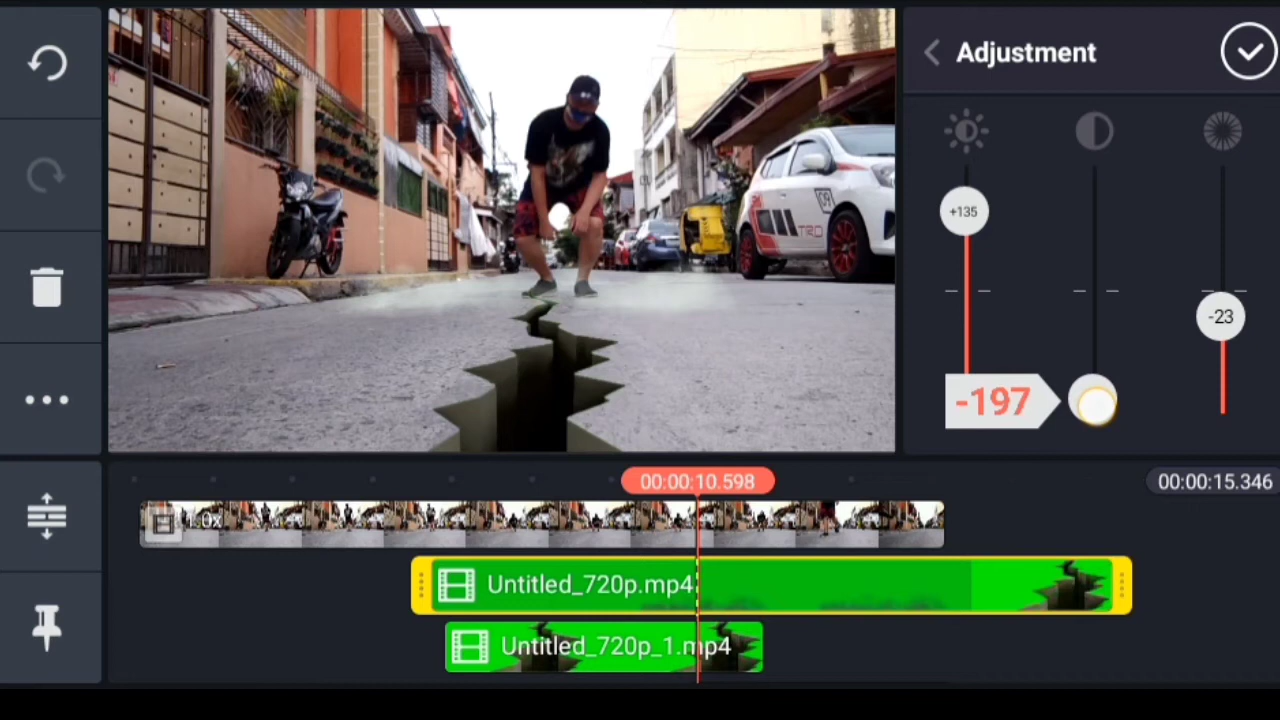 Adjustment
+135
-23
-197
TRD
00:00:10.598
00:00:15.346
1.0x
Untitled_720p.mp4
Untitled_720p_1.mp4